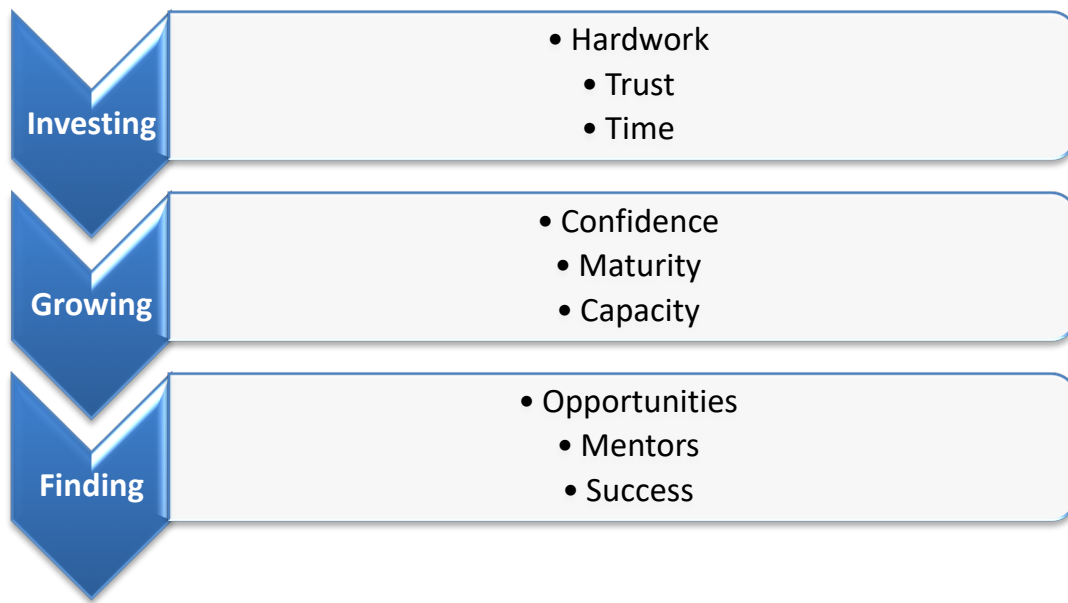 Investing
• Hardwork
• Trust
• Time
Growing
• Confidence
• Maturity
• Capacity
Finding
• Opportunities
• Mentors
• Success